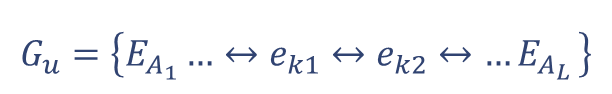 G_u = {E_{A_1} … ↔ e_{k1} ↔ e_{k2} ↔ … E_{A_L}}